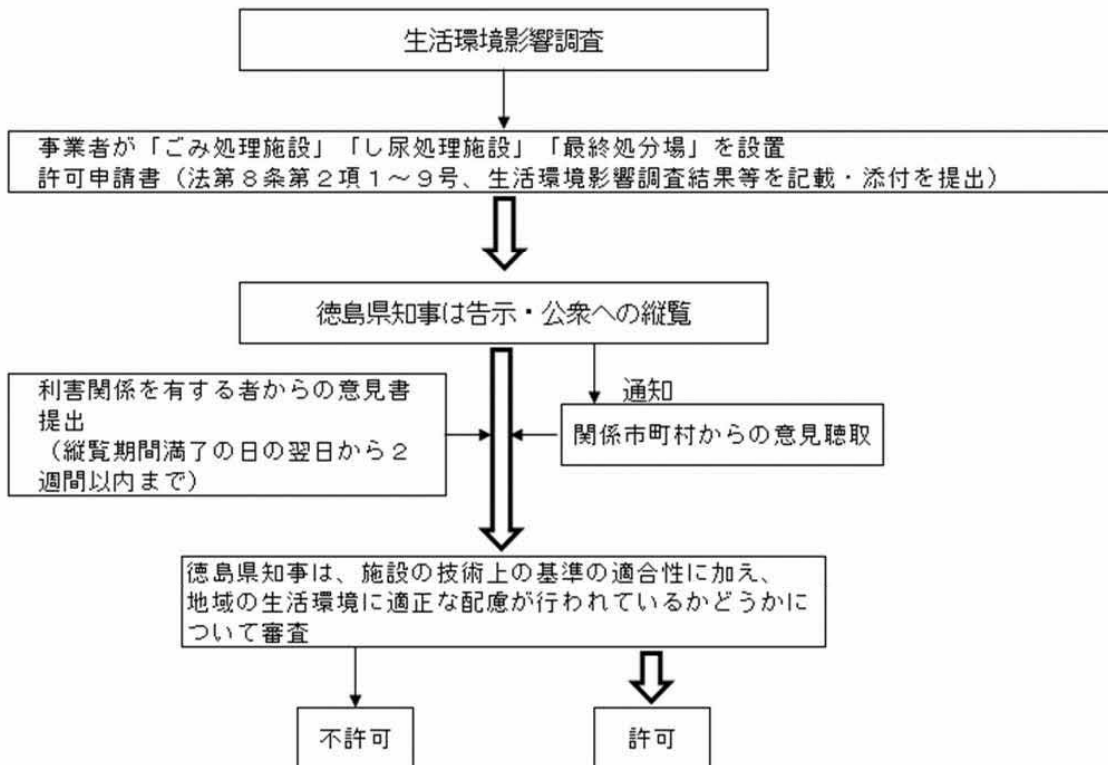 生活環境影響調査
事業者が「ごみ処理施設」「し尿処理施設」「最終処分場」を設置
許可申請書（法第８条第２項１～９号、生活環境影響調査結果等を記載・添付を提出）
徳島県知事は告示・公衆への縦覧
利害関係を有する者からの意見書
提出
（縦覧期間満了の日の翌日から２
週間以内まで）
通知
関係市町村からの意見聴取
徳島県知事は、施設の技術上の基準の適合性に加え、
地域の生活環境に適正な配慮が行われているかどうかに
ついて審査
不許可
許可